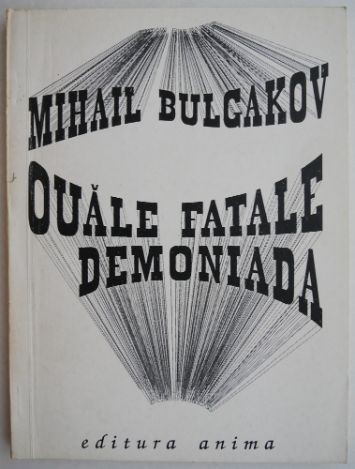 MIHAIL BULGAKOV
OUĂLE FATALE
DEMONIADA
editura anima